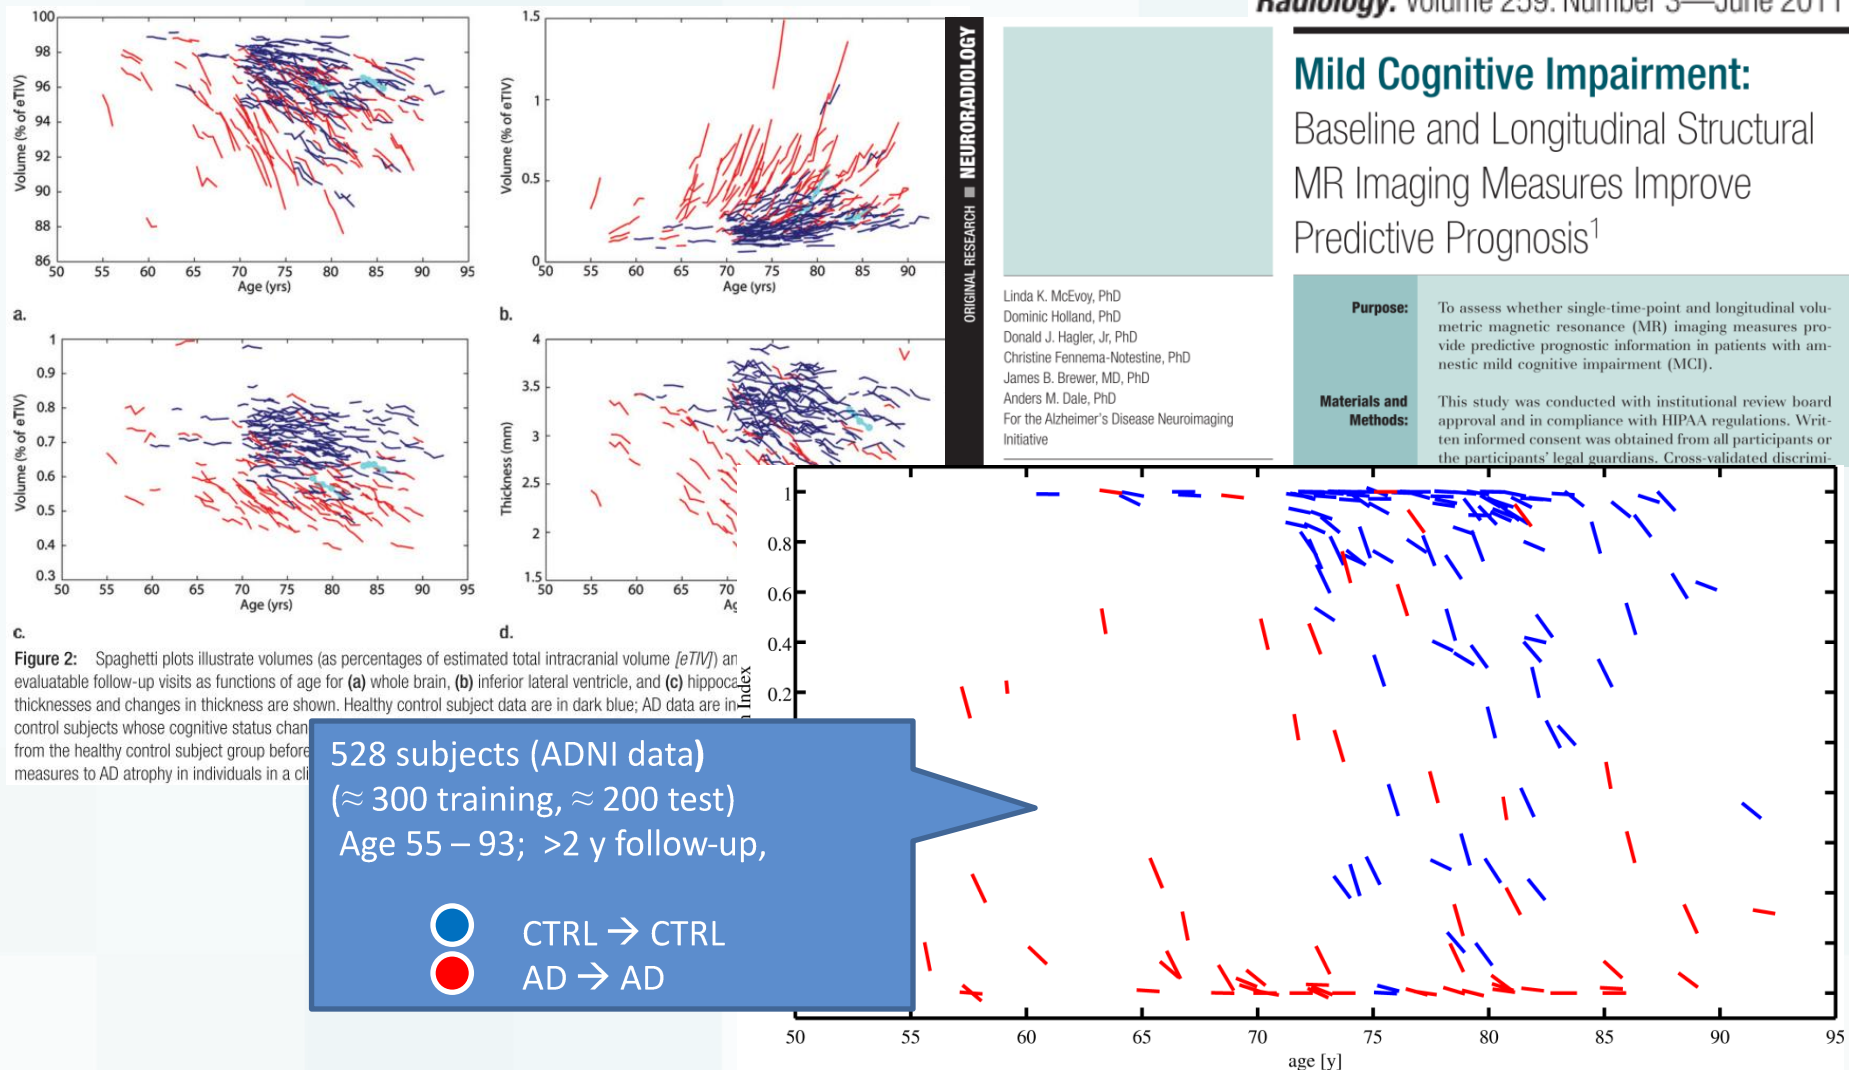 Radiology: Volume 259: Number 3—June 2011
100
98
96
94
92
90
88
86
Volume (% of eTIV)
50 55 60 65 70 75 80 85 90 95
Age (yrs)
a.
1.5
1
0.5
0
Volume (% of eTIV)
50 55 60 65 70 75 80 85 90
Age (yrs)
b.
1
0.9
0.8
0.7
0.6
0.5
0.4
0.3
Volume (% of eTIV)
50 55 60 65 70 75 80 85 90 95
Age (yrs)
c.
4
3.5
3
2.5
2
1.5
Thickness (mm)
50 55 60 65 70
d.
Figure 2: Spaghetti plots illustrate volumes (as percentages of estimated total intracranial volume [eTIV])
evaluatable follow-up visits as functions of age for (a) whole brain, (b) inferior lateral ventricle, and (c)
thicknesses and changes in thickness are shown. Healthy control subject data are in dark blue; AD data are in
control subjects whose cognitive status
from the healthy control subject group before
measures to AD atrophy in individuals in a
ORIGINAL RESEARCH ■ NEURORADIOLOGY
Mild Cognitive Impairment:
Baseline and Longitudinal Structural
MR Imaging Measures Improve
Predictive Prognosis¹
Linda K. McEvoy, PhD
Dominic Holland, PhD
Donald J. Hagler, Jr, PhD
Christine Fennema-Notestine, PhD
James B. Brewer, MD, PhD
Anders M. Dale, PhD
For the Alzheimer's Disease Neuroimaging
Initiative
Purpose: To assess whether single-time-point and longitudinal volu-
metric magnetic resonance (MR) imaging measures pro-
vide predictive prognostic information in patients with am-
nestic mild cognitive impairment (MCI).
Materials and Methods: This study was conducted with institutional review board
approval and in compliance with HIPAA regulations. Writ-
ten informed consent was obtained from all participants or
the participants' legal guardians. Cross-validated discrimi-
528 subjects (ADNI data)
(≈ 300 training, ≈ 200 test)
Age 55 – 93; >2 y follow-up,
CTRL → CTRL
AD → AD
1
0.8
0.6
0.4
0.2
Index
50 55 60 65 70 75 80 85 90 95
age [y]